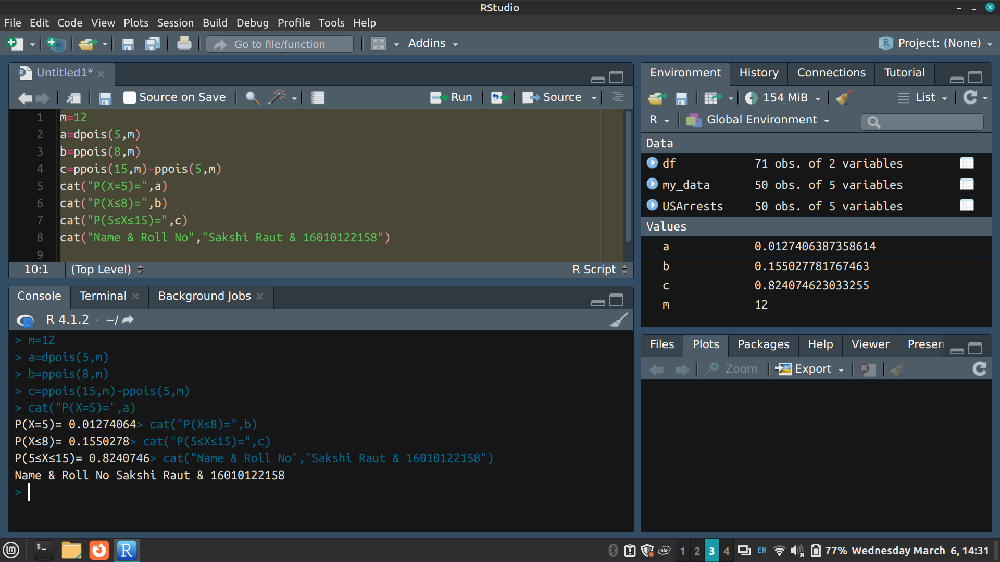 RStudio
File Edit Code View Plots Session Build Debug Profile Tools Help
Go to file/function
Addins
Project: (None)
Untitled1*
Source on Save
Run
Source
1 m=12
2 a=dpois(5,m)
3 b=ppois(8,m)
4 c=ppois(15,m)-ppois(5,m)
5 cat("P(X=5)=",a)
6 cat("P(X≤8)=",b)
7 cat("P(5≤X≤15)=",c)
8 cat("Name & Roll No","Sakshi Raut & 16010122158")
9
10:1 (Top Level) R Script
Console Terminal Background Jobs
R 4.1.2 · ~/
> m=12
> a=dpois(5,m)
> b=ppois(8,m)
> c=ppois(15,m)-ppois(5,m)
> cat("P(X=5)=",a)
P(X=5)= 0.01274064> cat("P(X≤8)=",b)
P(X≤8)= 0.1550278> cat("P(5≤X≤15)=",c)
P(5≤X≤15)= 0.8240746> cat("Name & Roll No","Sakshi Raut & 16010122158")
Name & Roll No Sakshi Raut & 16010122158
>
Environment History Connections Tutorial
154 MiB List
R Global Environment
Data
df 71 obs. of 2 variables
my_data 50 obs. of 5 variables
USArrests 50 obs. of 5 variables
Values
a 0.0127406387358614
b 0.155027781767463
c 0.824074623033255
m 12
Files Plots Packages Help Viewer Presen
Zoom Export
$_ R intel 1 2 3 4 EN 77% Wednesday March 6, 14:31